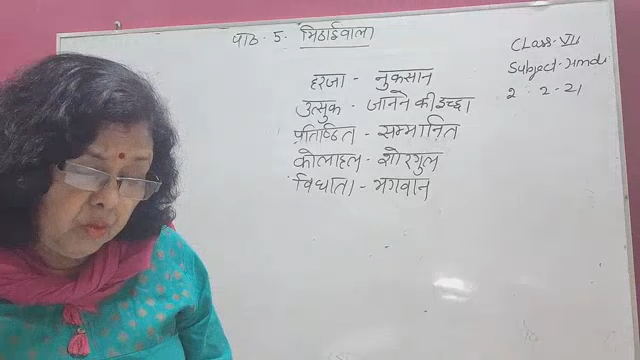 पाठ - 5 - मिठाईवाला
Class - VII
Subject - Hindi
2 - 2 - 21
हरजा - नुकसान
उत्सुक - जानने की इच्छा
प्रतिष्ठित - सम्मानित
कोलाहल - शोरगुल
विधाता - भगवान